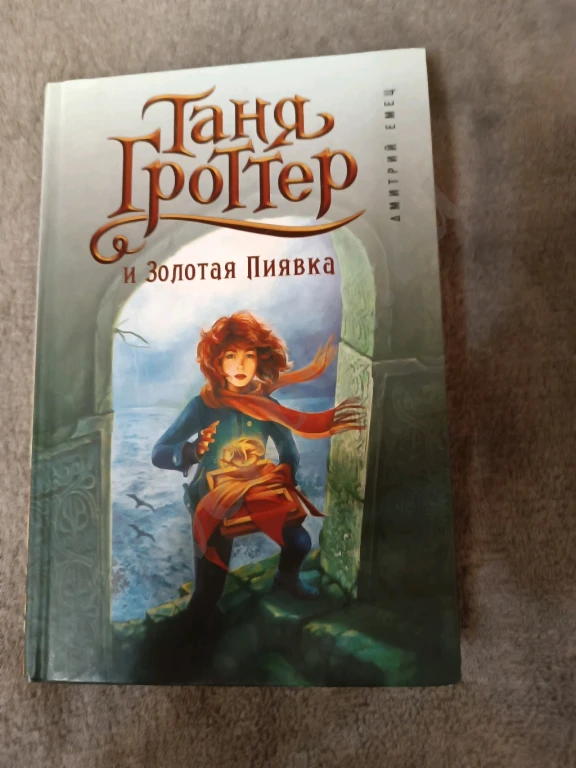 Таня
Гроттер
и Золотая Пиявка
Дмитрий Емец